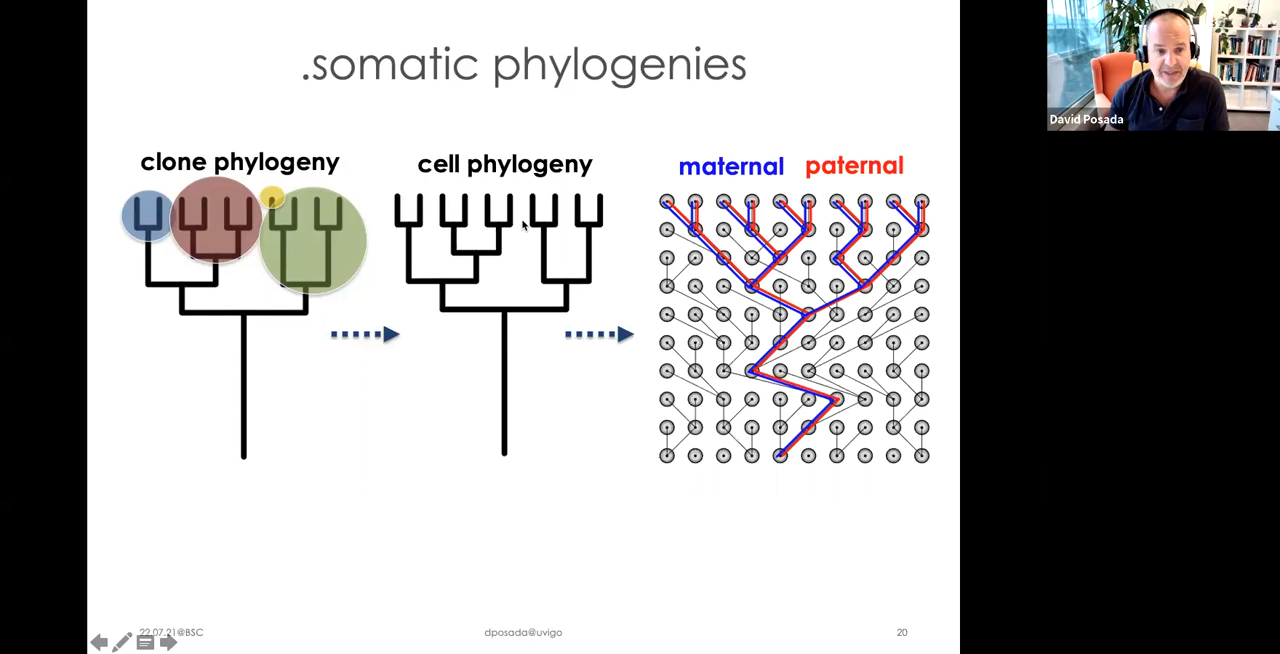 .somatic phylogenies
David Posada
clone phylogeny
cell phylogeny
maternal paternal
22.07.21@BSC
dposada@uvigo
20